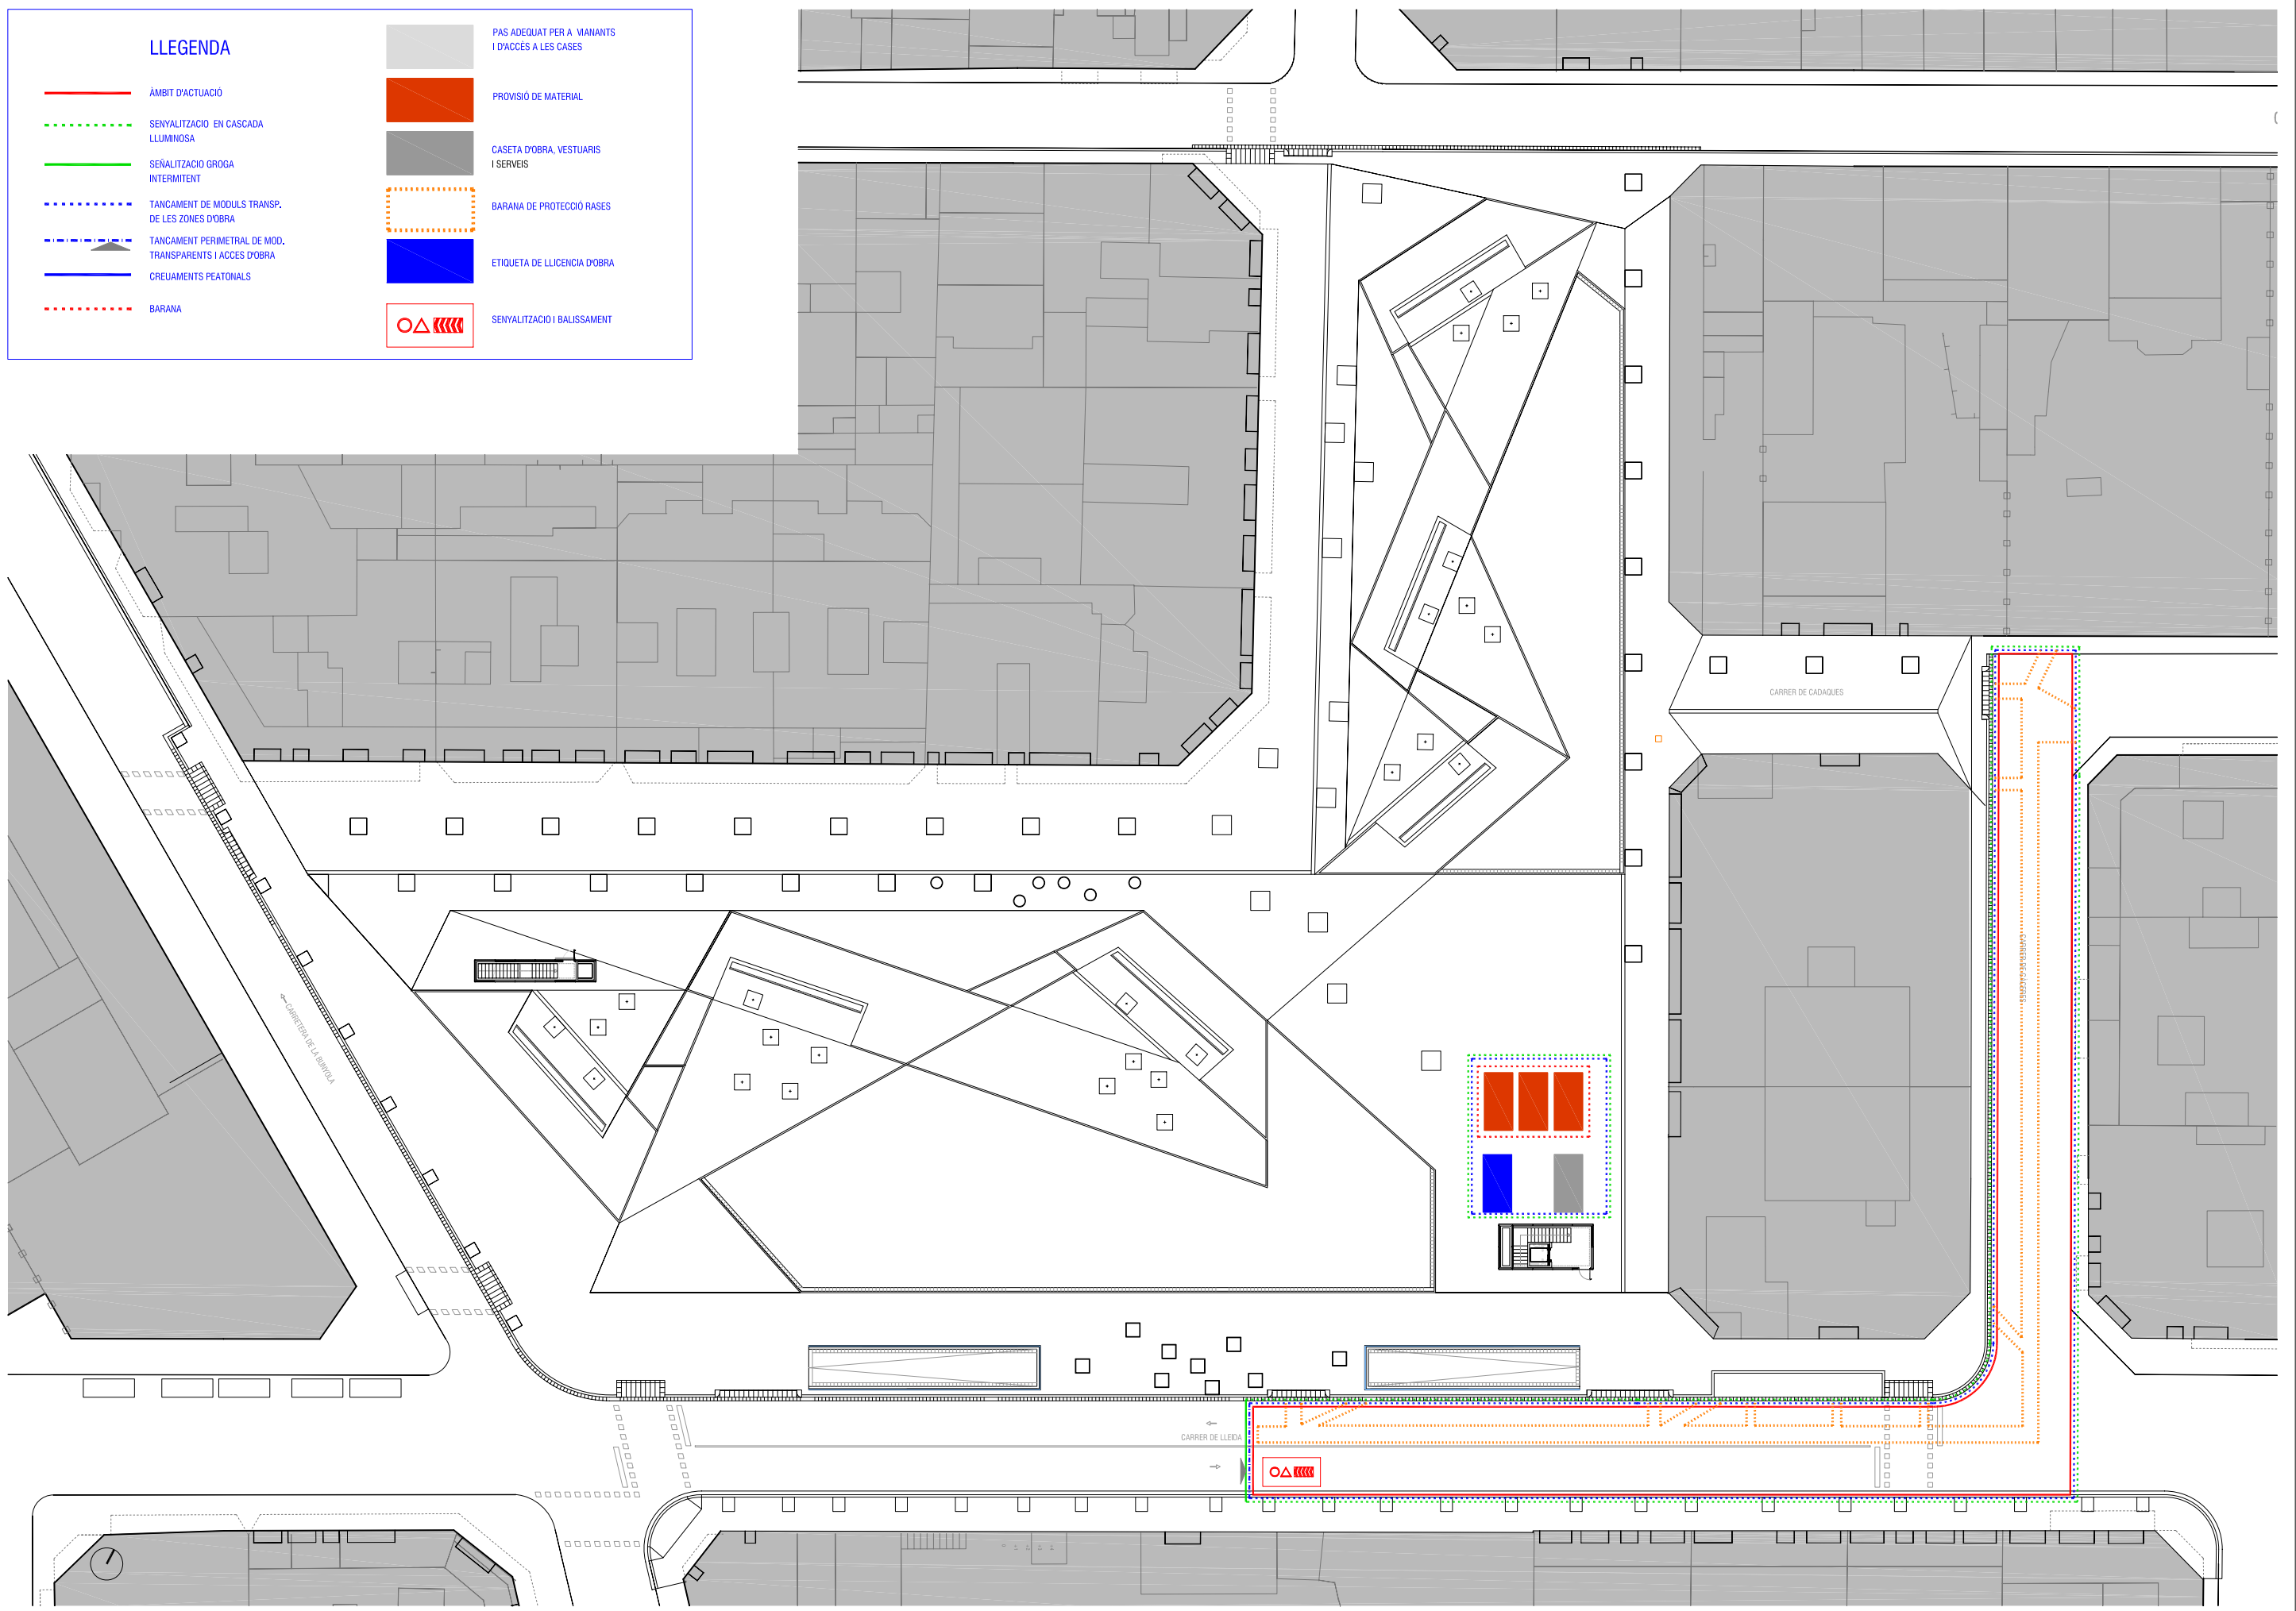 LLEGENDA
ÀMBIT D'ACTUACIÓ
SENYALITZACIO EN CASCADA
LLUMINOSA
SEÑALITZACIO GROGA
INTERMITENT
TANCAMENT DE MODULS TRANSP.
DE LES ZONES D'OBRA
TANCAMENT PERIMETRAL DE MOD.
TRANSPARENTS I ACCES D'OBRA
CREUAMENTS PEATONALS
BARANA
PAS ADEQUAT PER A VIANANTS
I D'ACCÈS A LES CASES
PROVISIÓ DE MATERIAL
CASETA D'OBRA, VESTUARIS
I SERVEIS
BARANA DE PROTECCIÓ RASES
ETIQUETA DE LLICENCIA D'OBRA
SENYALITZACIO I BALISSAMENT
CARRER DE CADAQUES
CARRETERA DE LA BUNYOLA
CARRER DE LLEIDA